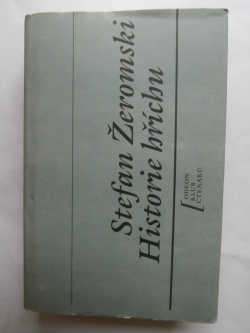 Stefan Žeromski
Historie hříchu
ODEON
KLUB
ČTENÁŘŮ